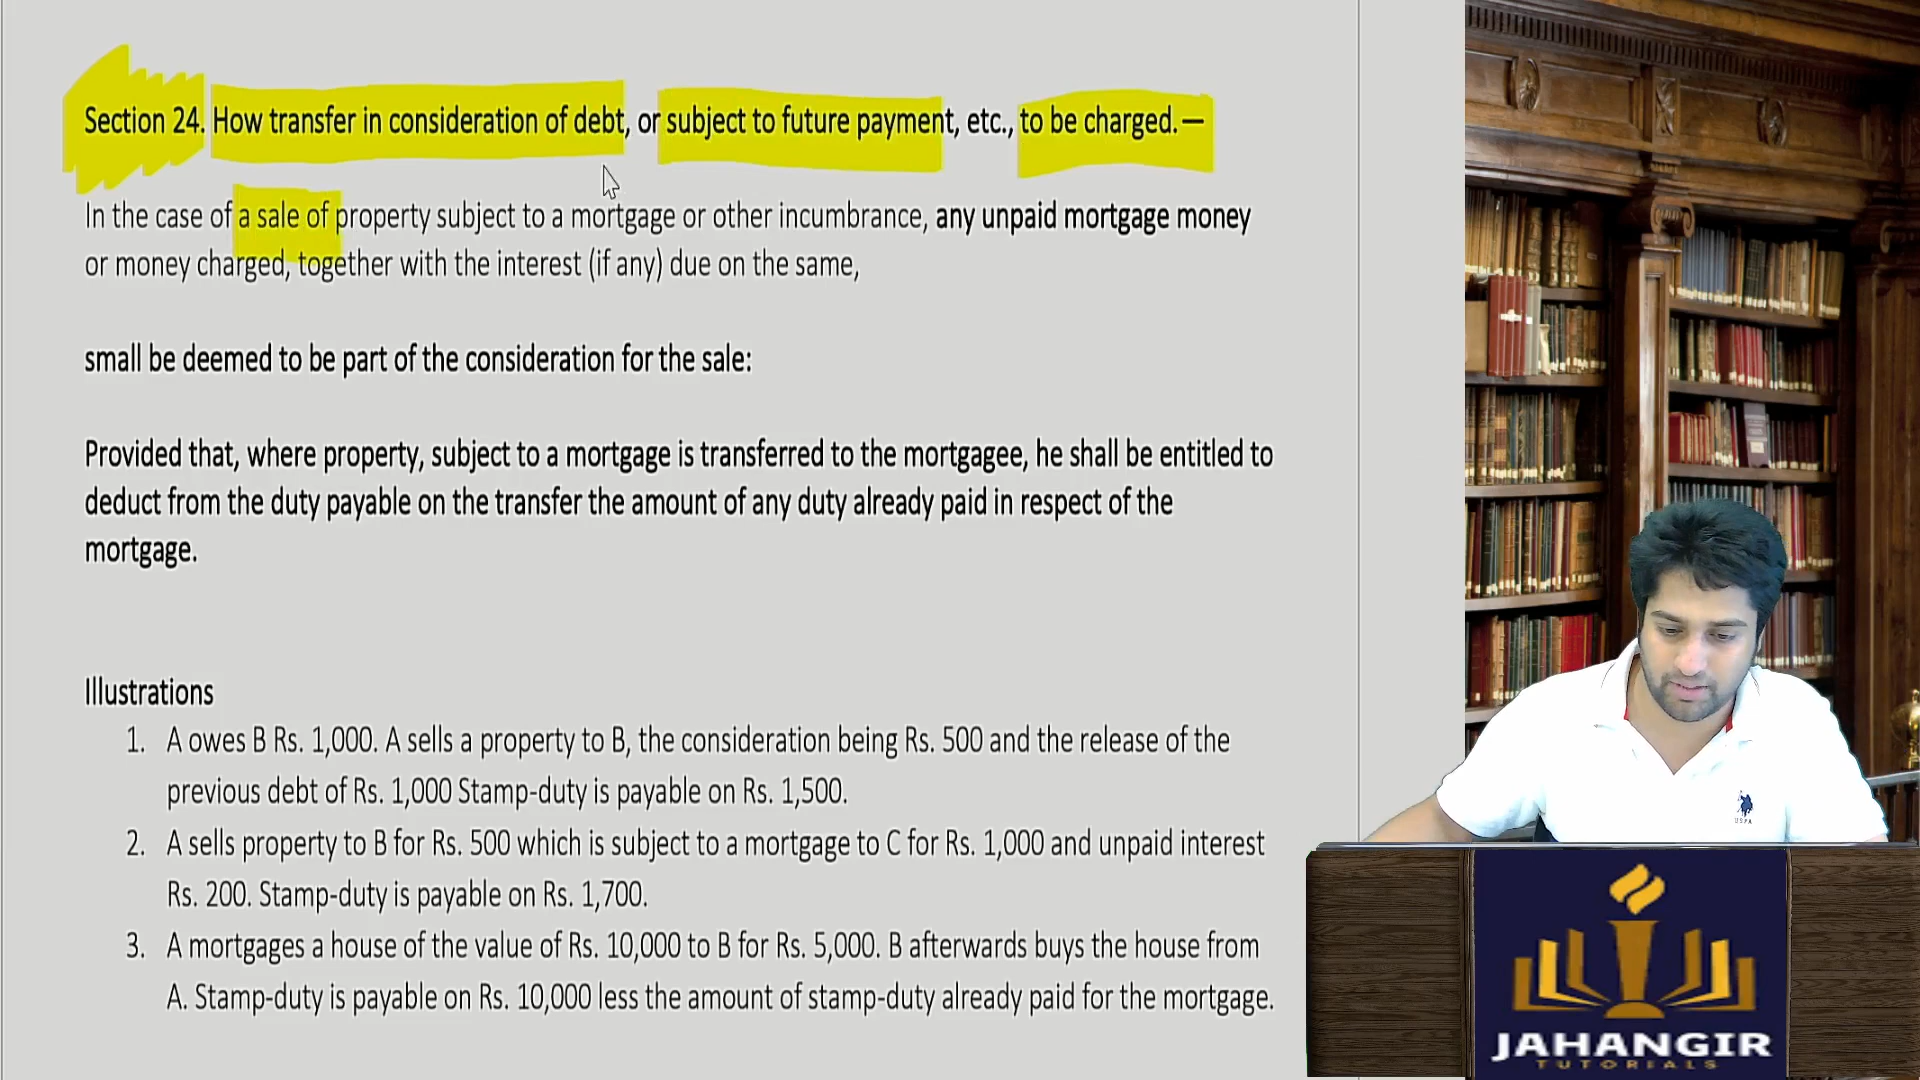 Section 24. How transfer in consideration of debt, or subject to future payment, etc., to be charged.—
In the case of a sale of property subject to a mortgage or other incumbrance, any unpaid mortgage money
or money charged, together with the interest (if any) due on the same,
small be deemed to be part of the consideration for the sale:
Provided that, where property, subject to a mortgage is transferred to the mortgagee, he shall be entitled to
deduct from the duty payable on the transfer the amount of any duty already paid in respect of the
mortgage.
Illustrations
1. A owes B Rs. 1,000. A sells a property to B, the consideration being Rs. 500 and the release of the
previous debt of Rs. 1,000 Stamp-duty is payable on Rs. 1,500.
2. A sells property to B for Rs. 500 which is subject to a mortgage to C for Rs. 1,000 and unpaid interest
Rs. 200. Stamp-duty is payable on Rs. 1,700.
3. A mortgages a house of the value of Rs. 10,000 to B for Rs. 5,000. B afterwards buys the house from
A. Stamp-duty is payable on Rs. 10,000 less the amount of stamp-duty already paid for the mortgage.
USPA
JAHANGIR
TUTORIALS